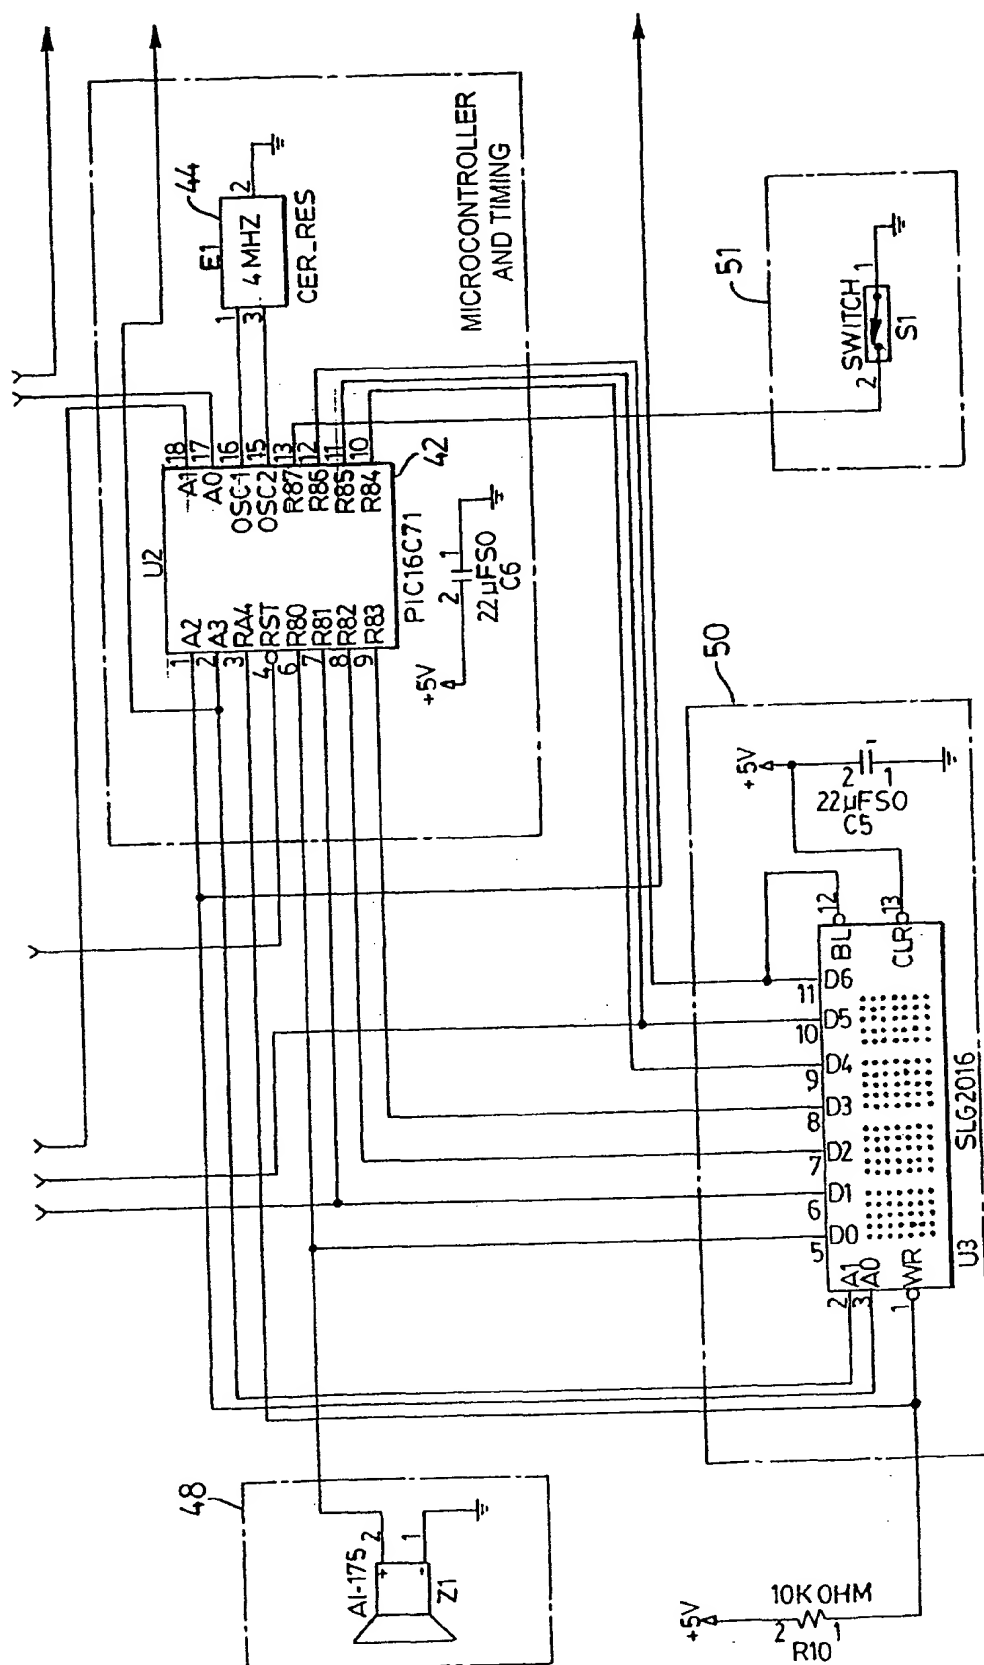 MICROCONTROLLER
AND TIMING
44
E1
4 MHZ
CER_RES
1
3
2
U2
PIC16C71
42
1
A2
2
A3
3
RA4
4
RST
6
R80
7
R81
8
R82
9
R83
18
A1
17
A0
16
OSC1
15
OSC2
13
R87
12
R86
11
R85
10
R84
+5V
2
1
22µFSO
C6
51
SWITCH
2
1
S1
50
+5V
2
1
22µFSO
C5
12
BL
13
CLR
11
D6
10
D5
9
D4
8
D3
7
D2
6
D1
5
D0
2
A1
3
A0
1
WR
SLG2016
U3
48
AI-175
2
1
+
-
Z1
+5V
2
1
10K OHM
R10